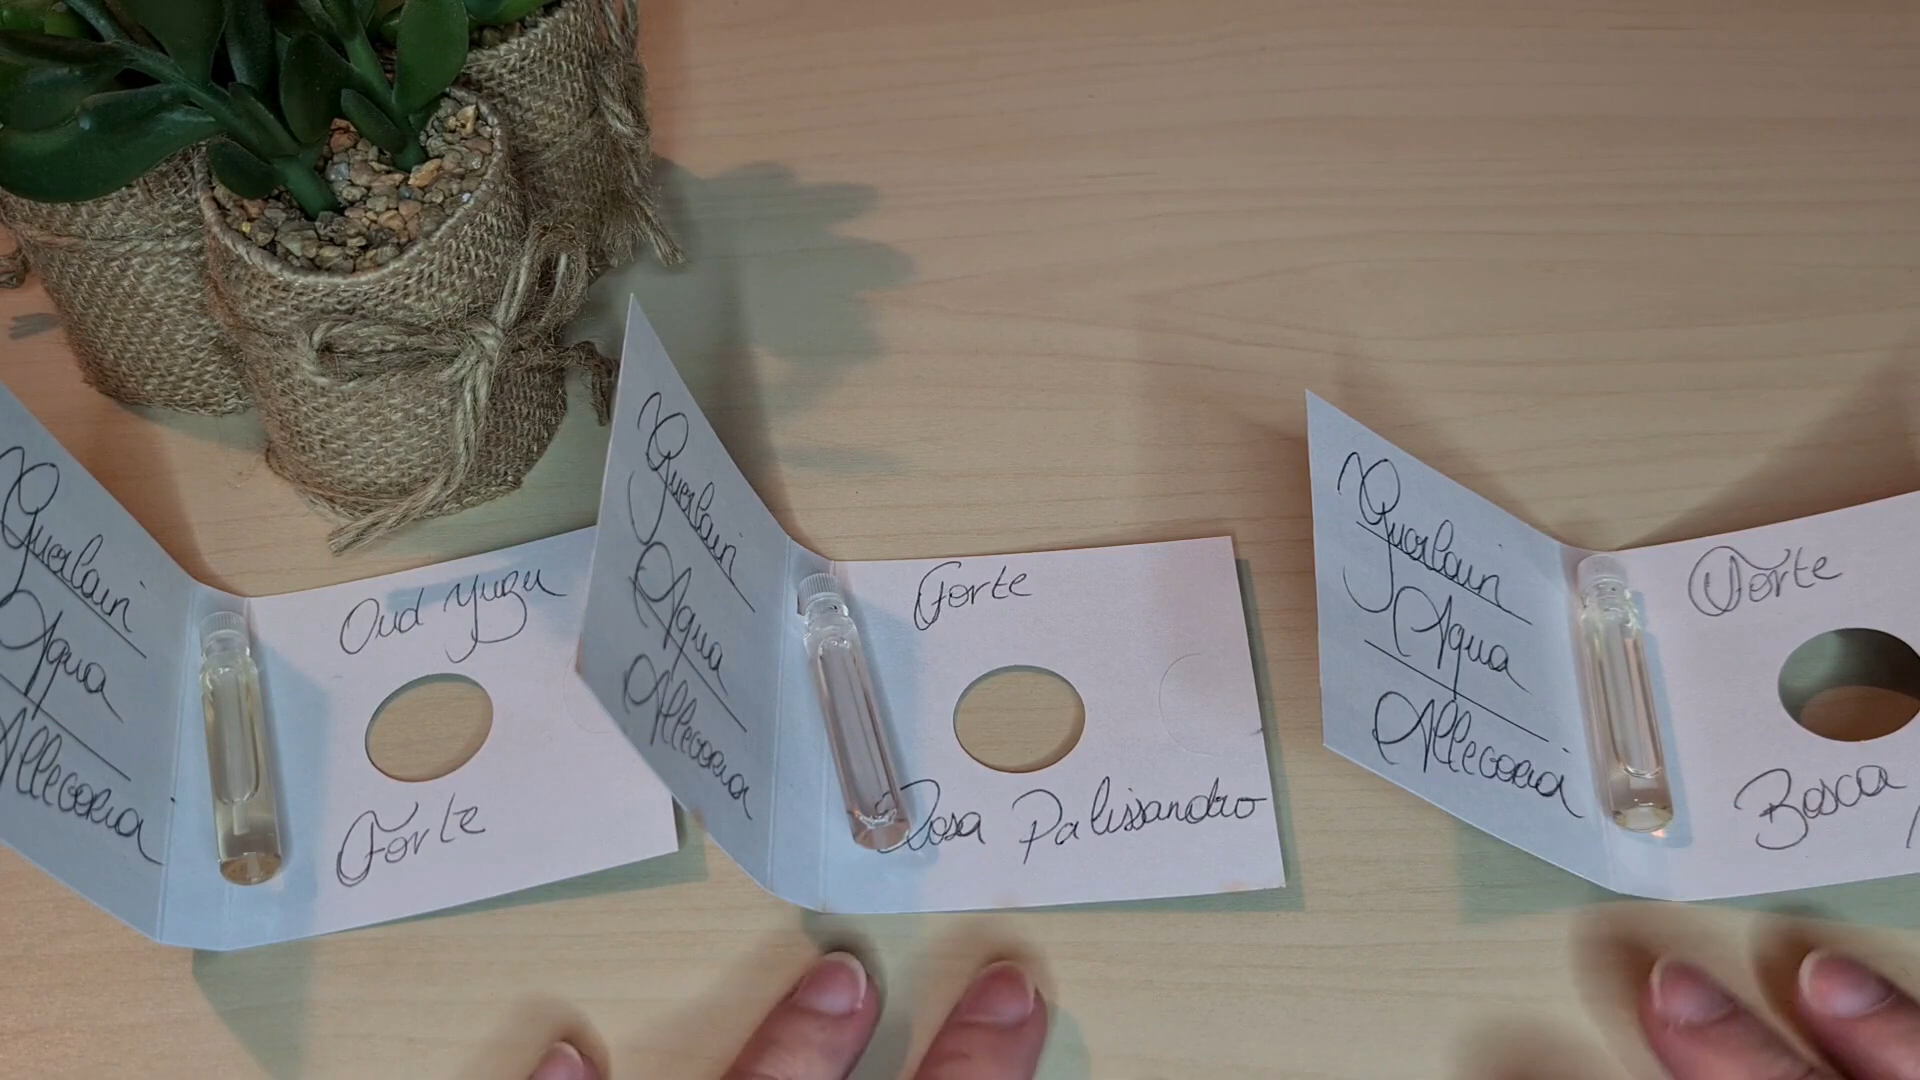 Guerlain
Aqua
Allegoria
Oud Yuzu
Forte
Guerlain
Aqua
Allegoria
Forte
Rosa Palissandro
Guerlain
Aqua
Allegoria
Forte
Bosca